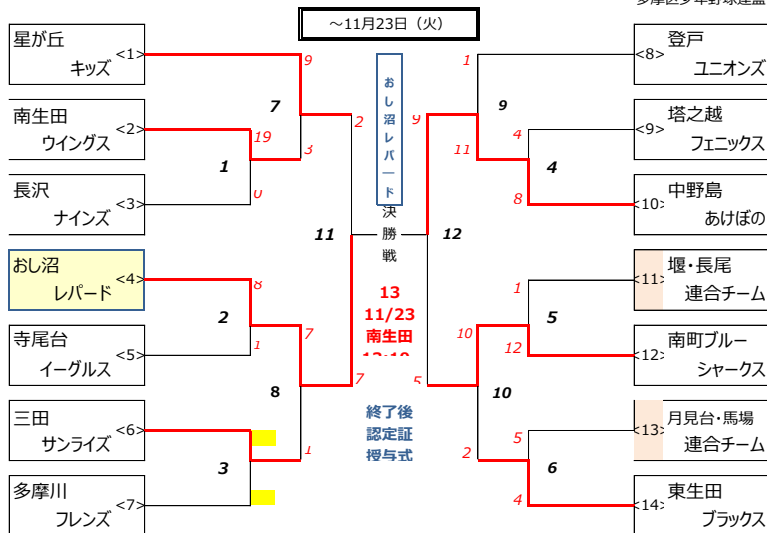 ～11月23日（火）
星が丘
キッズ
<1>
南生田
ウイングス
<2>
長沢
ナインズ
<3>
おし沼
レパード
<4>
寺尾台
イーグルス
<5>
三田
サンライズ
<6>
多摩川
フレンズ
<7>
9
7
19
3
1
0
2
11
8
2
7
1
7
8
1
3
おし沼レパード
決勝戦
13
11/23
南生田
終了後
認定証
授与式
1
9
9
11
4
4
8
12
1
5
10
12
5
10
5
2
6
4
<8>
登戸
ユニオンズ
<9>
塔之越
フェニックス
<10>
中野島
あけぼの
<11>
堰・長尾
連合チーム
<12>
南町ブルー
シャークス
<13>
月見台・馬場
連合チーム
<14>
東生田
ブラックス